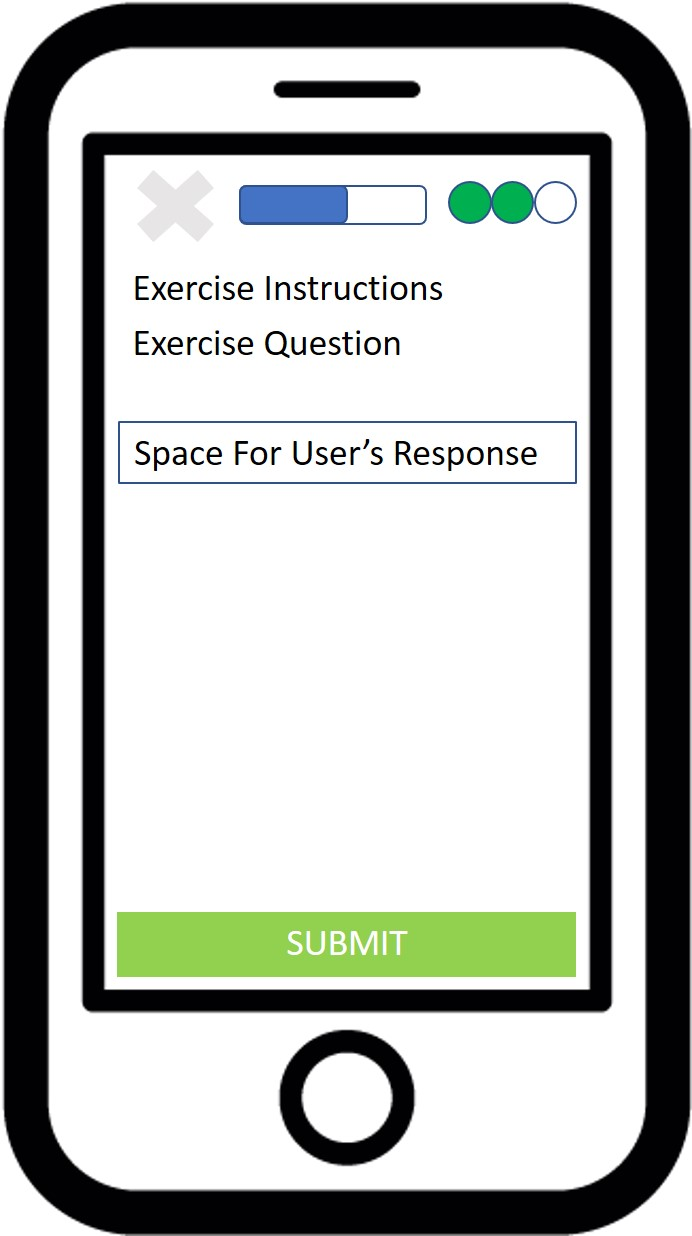 Exercise Instructions
Exercise Question
Space For User’s Response
SUBMIT